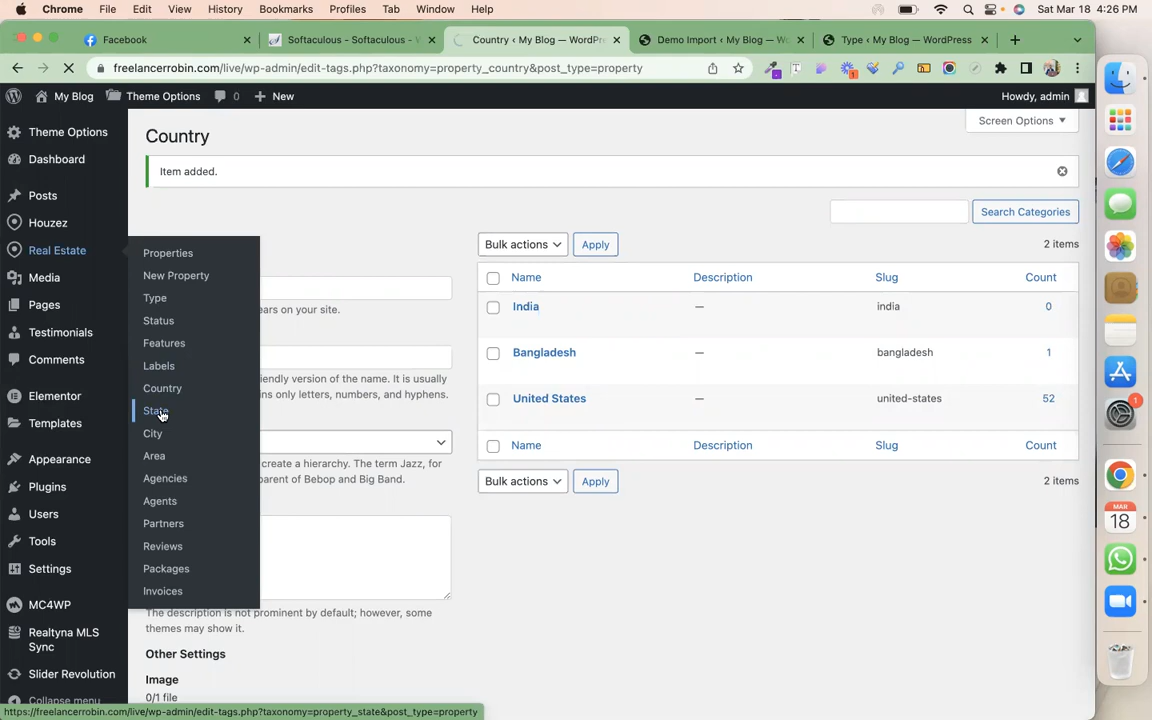 Chrome File Edit View History Bookmarks Profiles Tab Window Help Sat Mar 18 4:26 PM
Facebook Softaculous - Softaculous - W Country ‹ My Blog — WordPre Demo Import ‹ My Blog — Wo Type ‹ My Blog — WordPress
freelancerrobin.com/live/wp-admin/edit-tags.php?taxonomy=property_country&post_type=property
My Blog Theme Options 0 New Howdy, admin
Theme Options
Dashboard
Posts
Houzez
Real Estate
Media
Pages
Testimonials
Comments
Elementor
Templates
Appearance
Plugins
Users
Tools
Settings
MC4WP
Realtyna MLS
Sync
Slider Revolution
Collapse menu
Properties
New Property
Type
Status
Features
Labels
Country
State
City
Area
Agencies
Agents
Partners
Reviews
Packages
Invoices
Screen Options
Country
Item added.
Search Categories
Bulk actions Apply 2 items
Name Description Slug Count
India — india 0
Bangladesh — bangladesh 1
United States — united-states 52
Name Description Slug Count
Bulk actions Apply 2 items
ears on your site.
iendly version of the name. It is usually
ins only letters, numbers, and hyphens.
create a hierarchy. The term Jazz, for
parent of Bebop and Big Band.
The description is not prominent by default; however, some
themes may show it.
Other Settings
Image
0/1 file
https://freelancerrobin.com/live/wp-admin/edit-tags.php?taxonomy=property_state&post_type=property
1
1
MAR
18